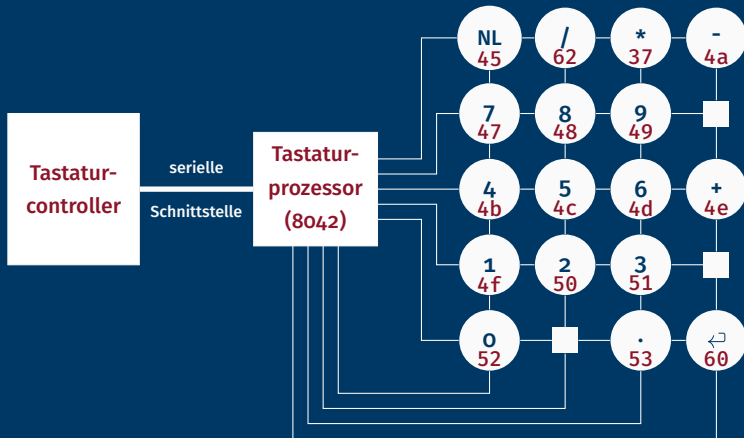 NL / * -
45 62 37 4a
7 8 9
47 48 49
Tastatur-
controller
serielle
Schnittstelle
Tastatur-
prozessor
(8042)
4 5 6 +
4b 4c 4d 4e
1 2 3
4f 50 51
0 . ↵
52 53 60